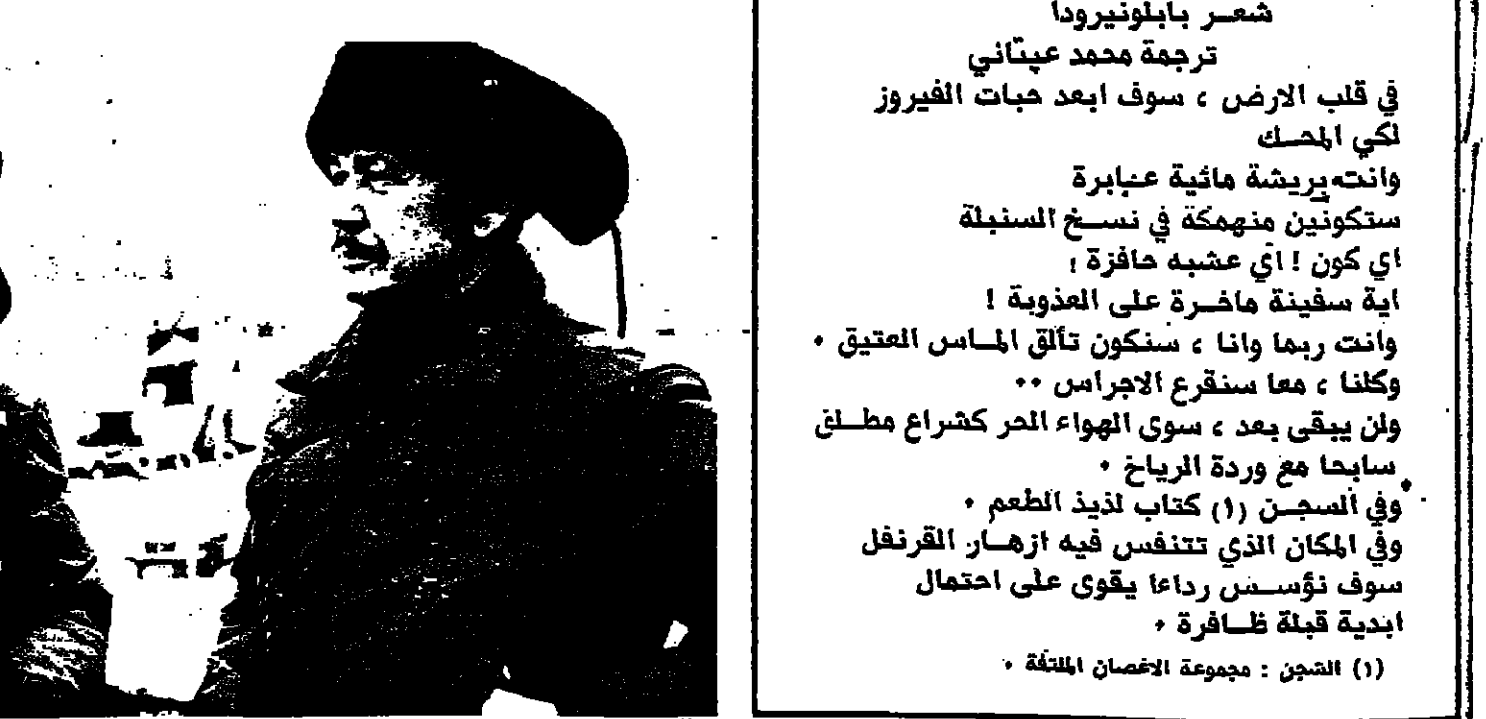 شعــر بابلونيرودا
ترجمة محمد عيتاني
في قلب الارض ، سوف ابعد حبات الفيروز
لكي المحــك
وانت بريشة مائية عــابرة
ستكونين منهمكة في نســخ السنبلة
اي كون ! اي عشبه حافزة !
اية سفينة ماخــرة على العذوبة !
وانت ربما وانا ، سنكون تألق المــاس العتيق •
وكلنا ، معا سنقرع الاجراس ••
ولن يبقى بعد ، سوى الهواء الحر كشراع مطــلق
سابحا مع وردة الرياخ •
وفي السجــن (١) كتاب لذيذ الطعم •
وفي المكان الذي تتنفس فيه ازهــار القرنفل
سوف نؤســس رداءا يقوى على احتمال
ابدية قبلة ظــافرة •
(١) الشجن : مجموعة الاغصان الملتفة •